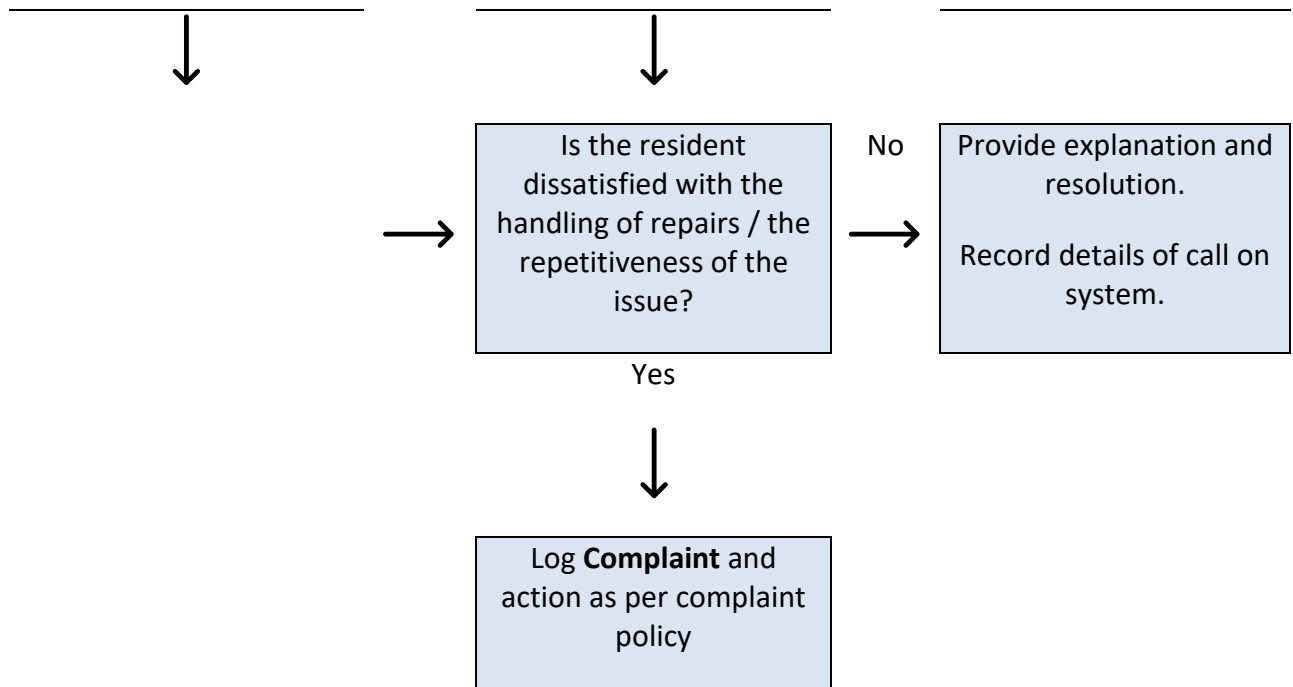 Is the resident
dissatisfied with the
handling of repairs / the
repetitiveness of the
issue?
No
Provide explanation and
resolution.
Record details of call on
system.
Yes
Log Complaint and
action as per complaint
policy